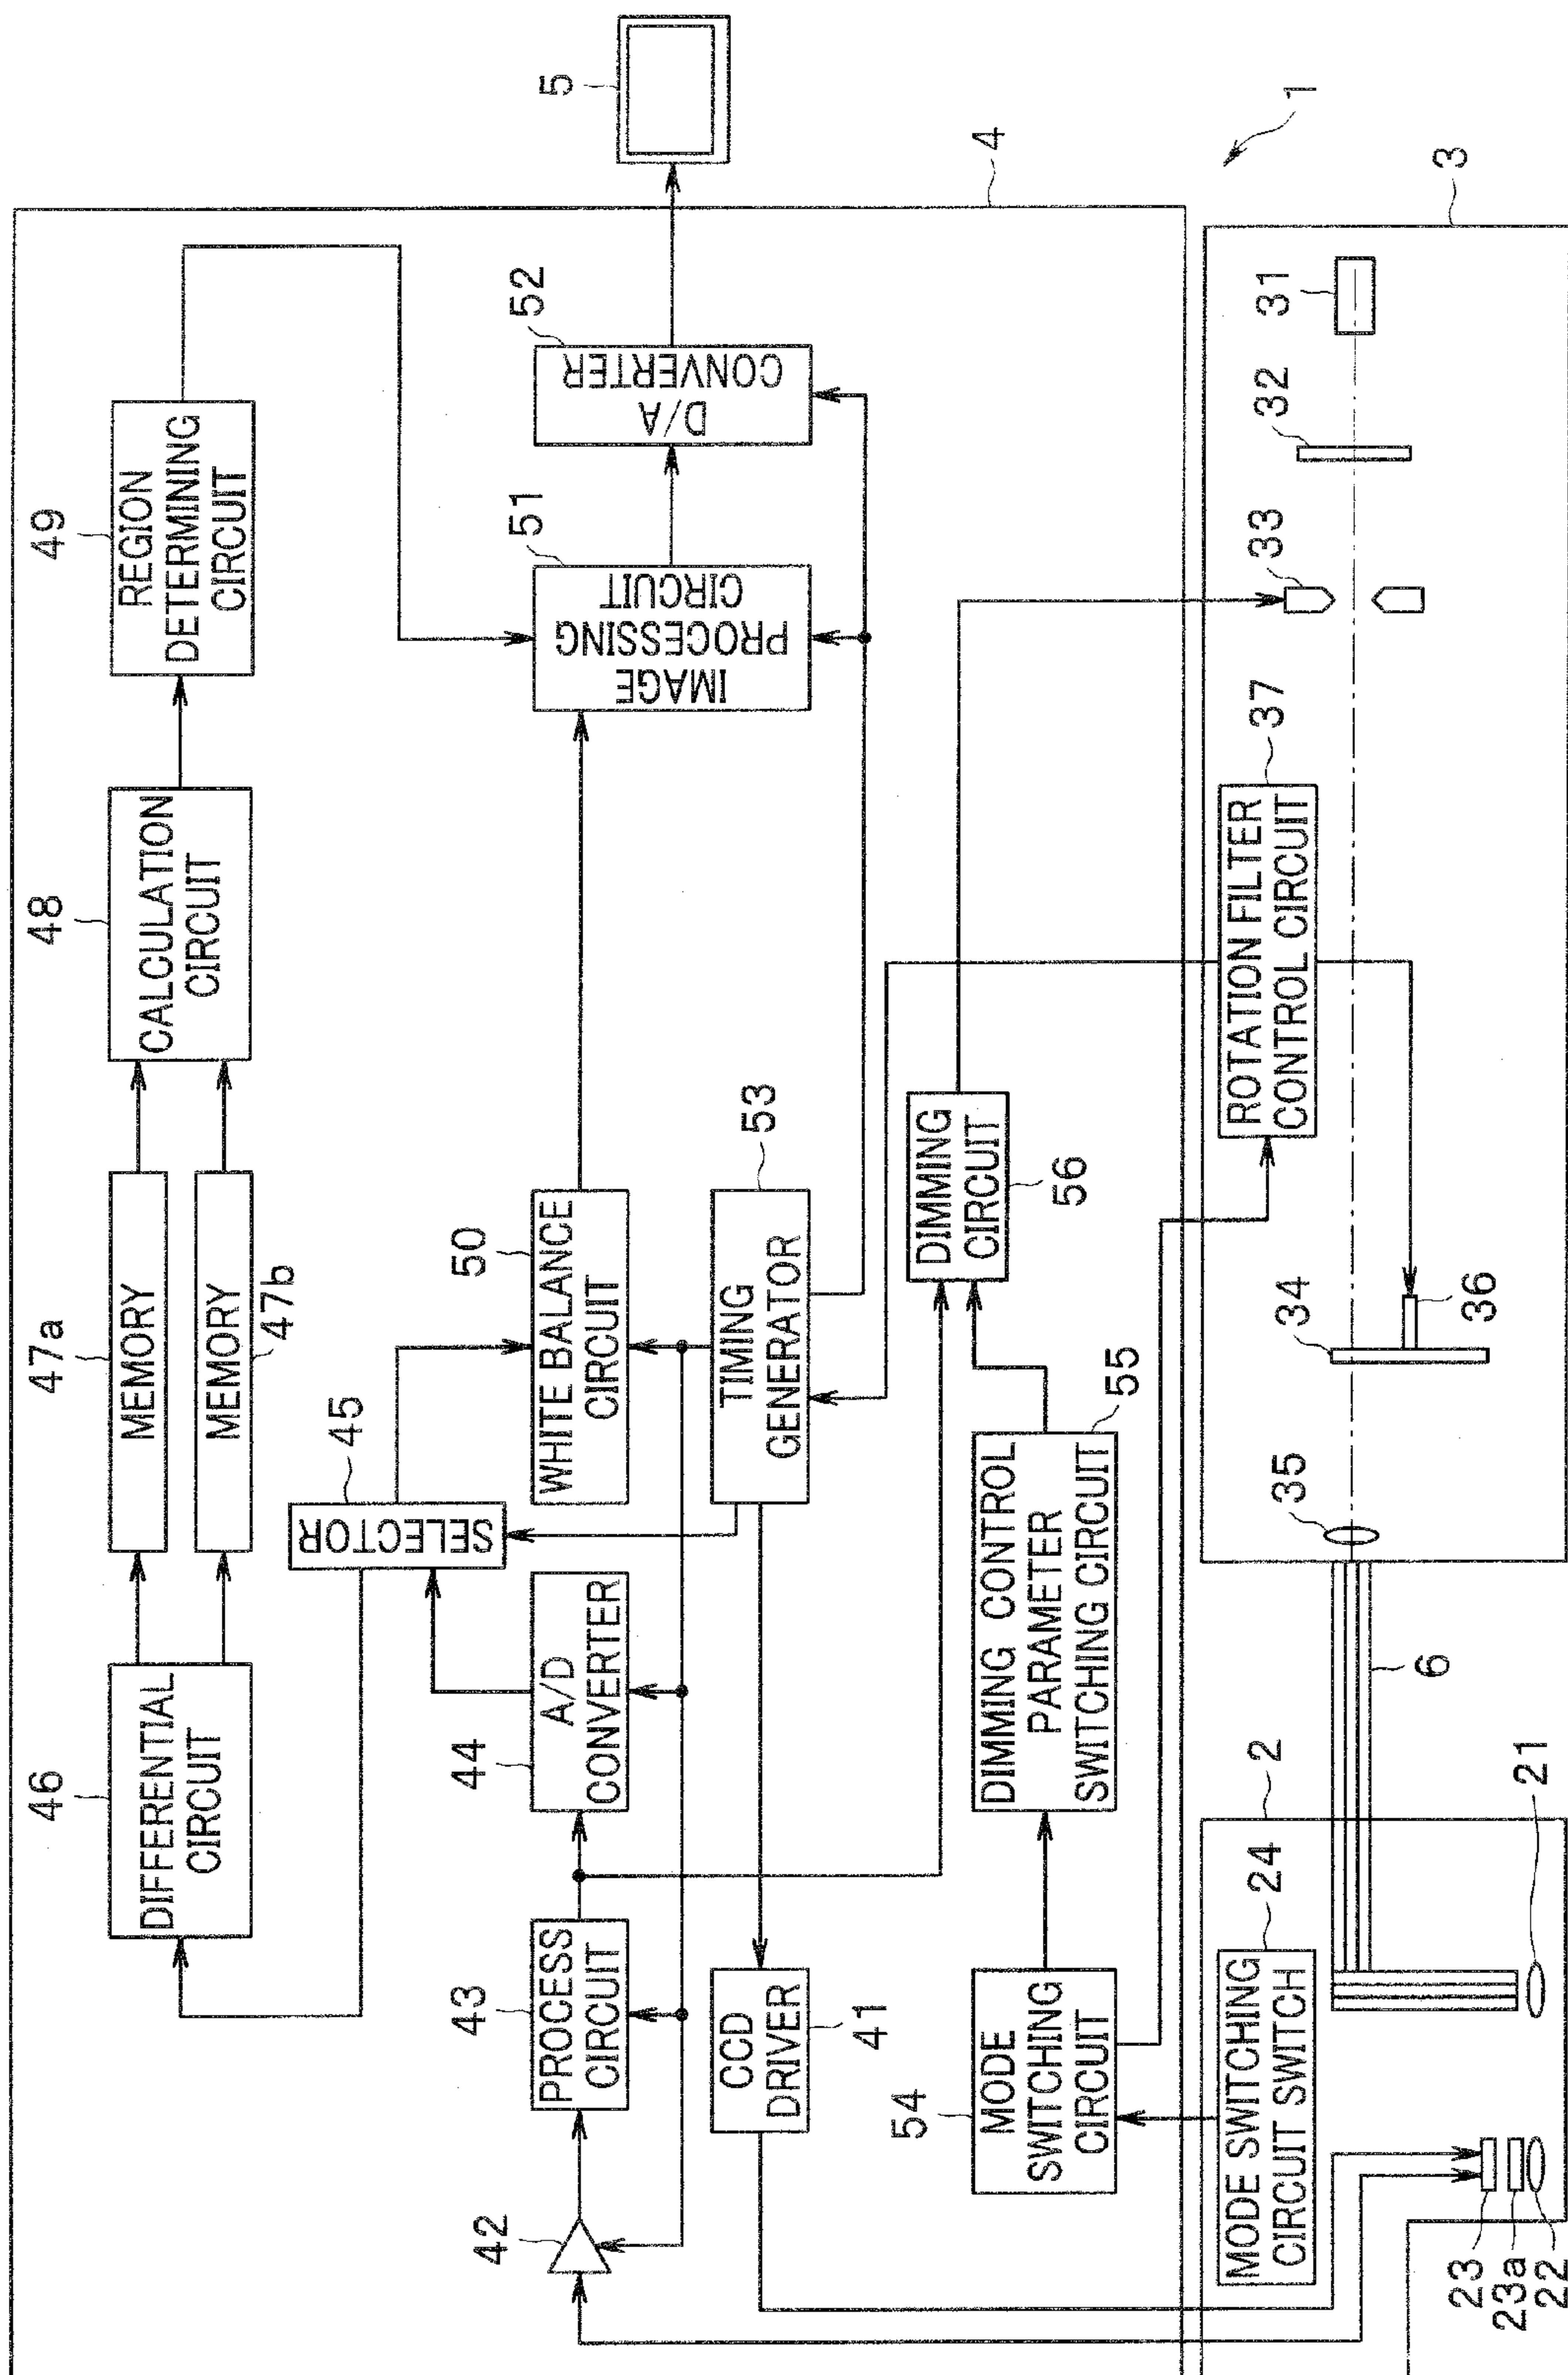 1
2
3
4
5
6
46
DIFFERENTIAL
CIRCUIT
47a
MEMORY
MEMORY
47b
48
CALCULATION
CIRCUIT
49
REGION
DETERMINING
CIRCUIT
45
SELECTOR
42
43
PROCESS
CIRCUIT
44
A/D
CONVERTER
50
WHITE BALANCE
CIRCUIT
51
IMAGE
PROCESSING
CIRCUIT
52
D/A
CONVERTER
41
CCD
DRIVER
53
TIMING
GENERATOR
54
MODE
SWITCHING
CIRCUIT
55
DIMMING CONTROL
PARAMETER
SWITCHING CIRCUIT
56
DIMMING
CIRCUIT
24
MODE SWITCHING
CIRCUIT SWITCH
37
ROTATION FILTER
CONTROL CIRCUIT
23
23a
22
21
35
34
36
33
32
31